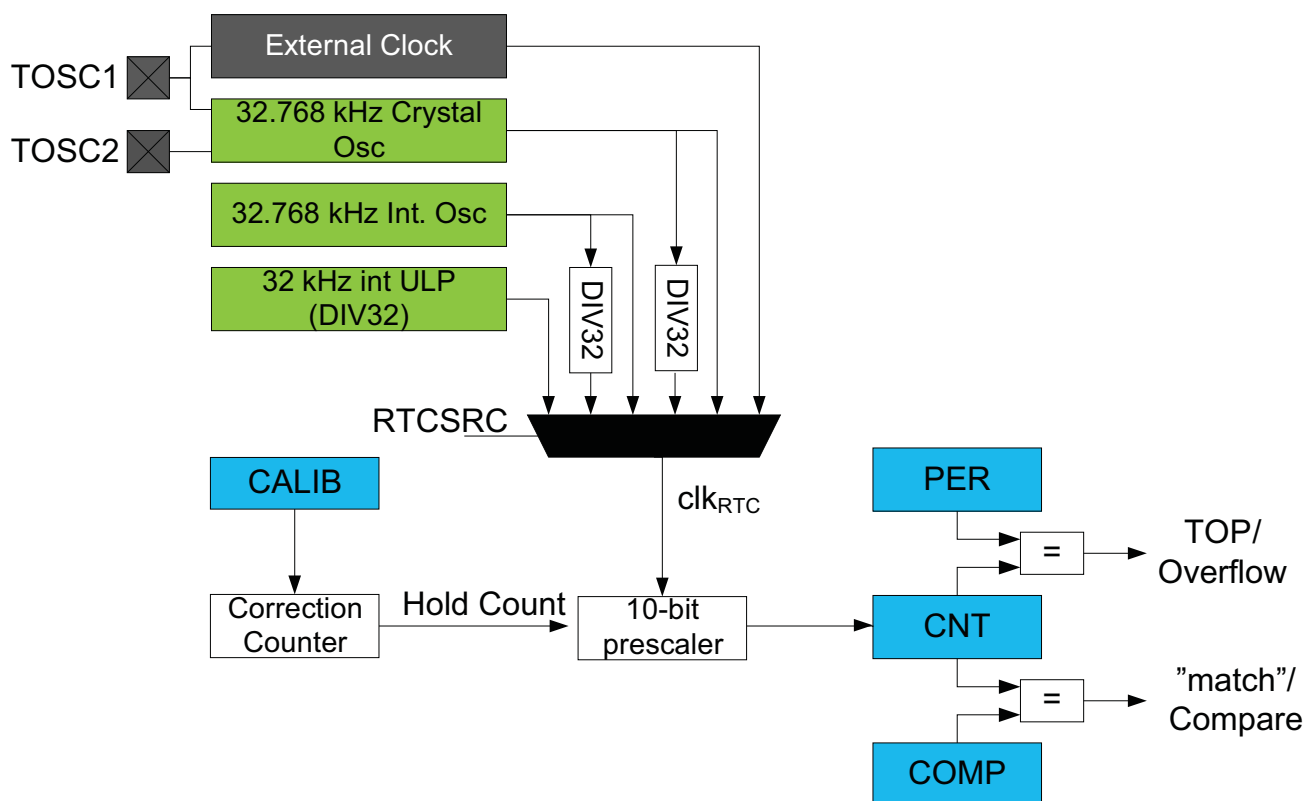 External Clock
TOSC1
32.768 kHz Crystal
Osc
TOSC2
32.768 kHz Int. Osc
32 kHz int ULP
(DIV32)
DIV32
DIV32
RTCSRC
CALIB
clkRTC
PER
=
TOP/
Overflow
Correction
Counter
Hold Count
10-bit
prescaler
CNT
=
”match”/
Compare
COMP